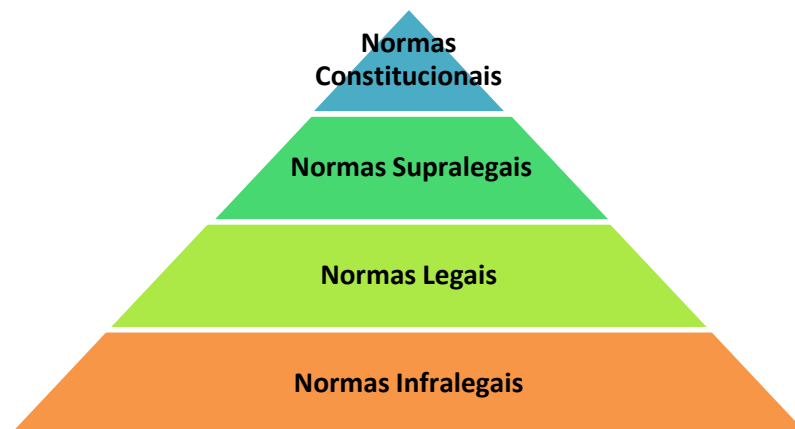 Normas
Constitucionais
Normas Supralegais
Normas Legais
Normas Infralegais